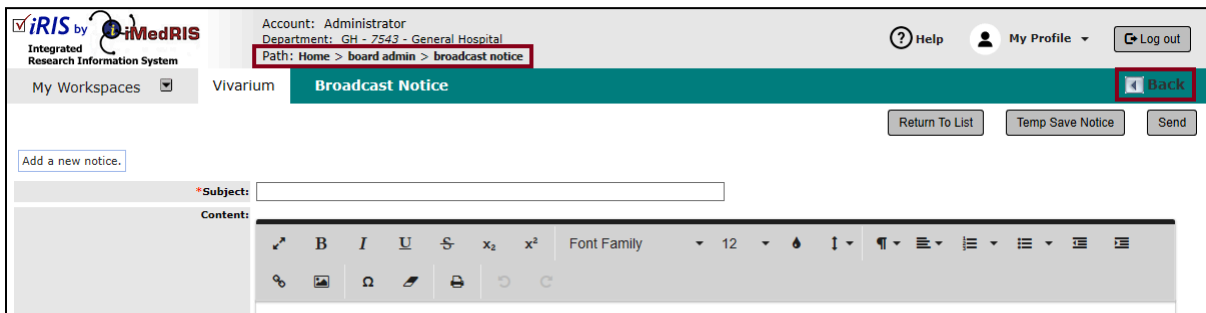 iRIS by iMedRIS
Integrated
Research Information System
Account: Administrator
Department: GH - 7543 - General Hospital
Path: Home > board admin > broadcast notice
Help
My Profile
Log out
My Workspaces
Vivarium
Broadcast Notice
Back
Return To List
Temp Save Notice
Send
Add a new notice.
*Subject:
Content:
B I U S x₂ x² Font Family 12 ¶
Ω